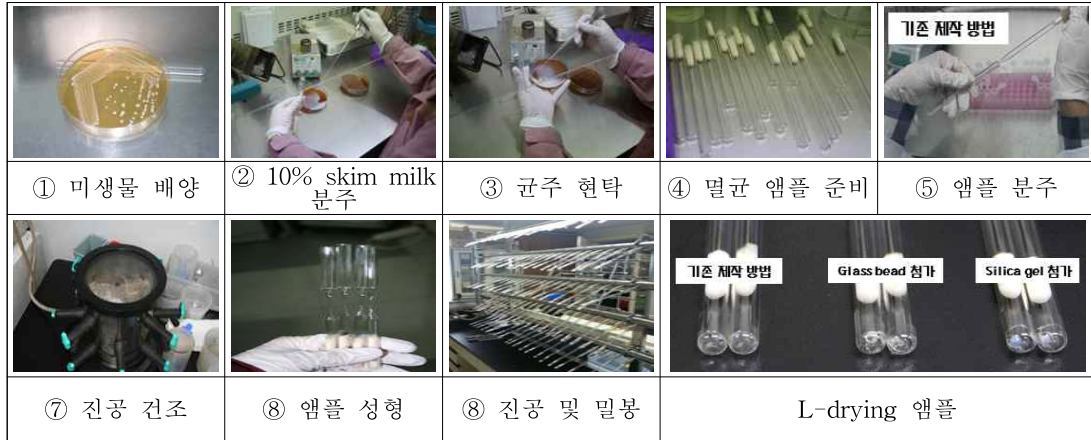 기존 제작 방법
① 미생물 배양
② 10% skim milk
분주
③ 균주 현탁
④ 멸균 앰플 준비
⑤ 앰플 분주
기존 제작 방법
Glass bead 첨가
Silica gel 첨가
⑦ 진공 건조
⑧ 앰플 성형
⑧ 진공 및 밀봉
L-drying 앰플